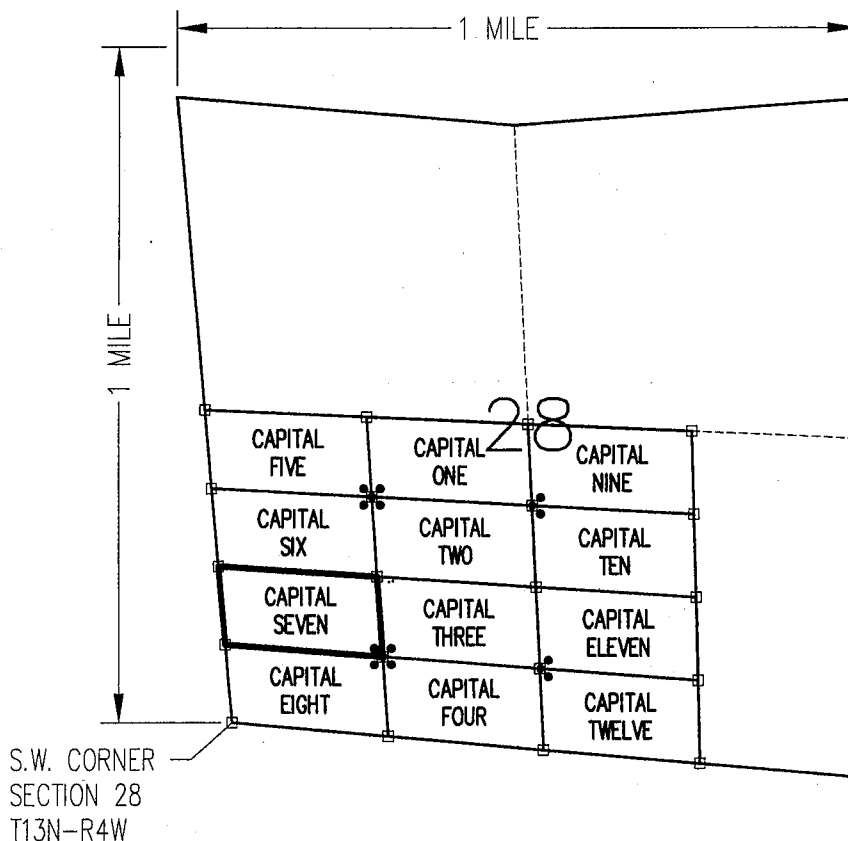 1 MILE
1 MILE
28
CAPITAL
FIVE
CAPITAL
ONE
CAPITAL
NINE
CAPITAL
SIX
CAPITAL
TWO
CAPITAL
TEN
CAPITAL
SEVEN
CAPITAL
THREE
CAPITAL
ELEVEN
CAPITAL
EIGHT
CAPITAL
FOUR
CAPITAL
TWELVE
S.W. CORNER
SECTION 28
T13N-R4W